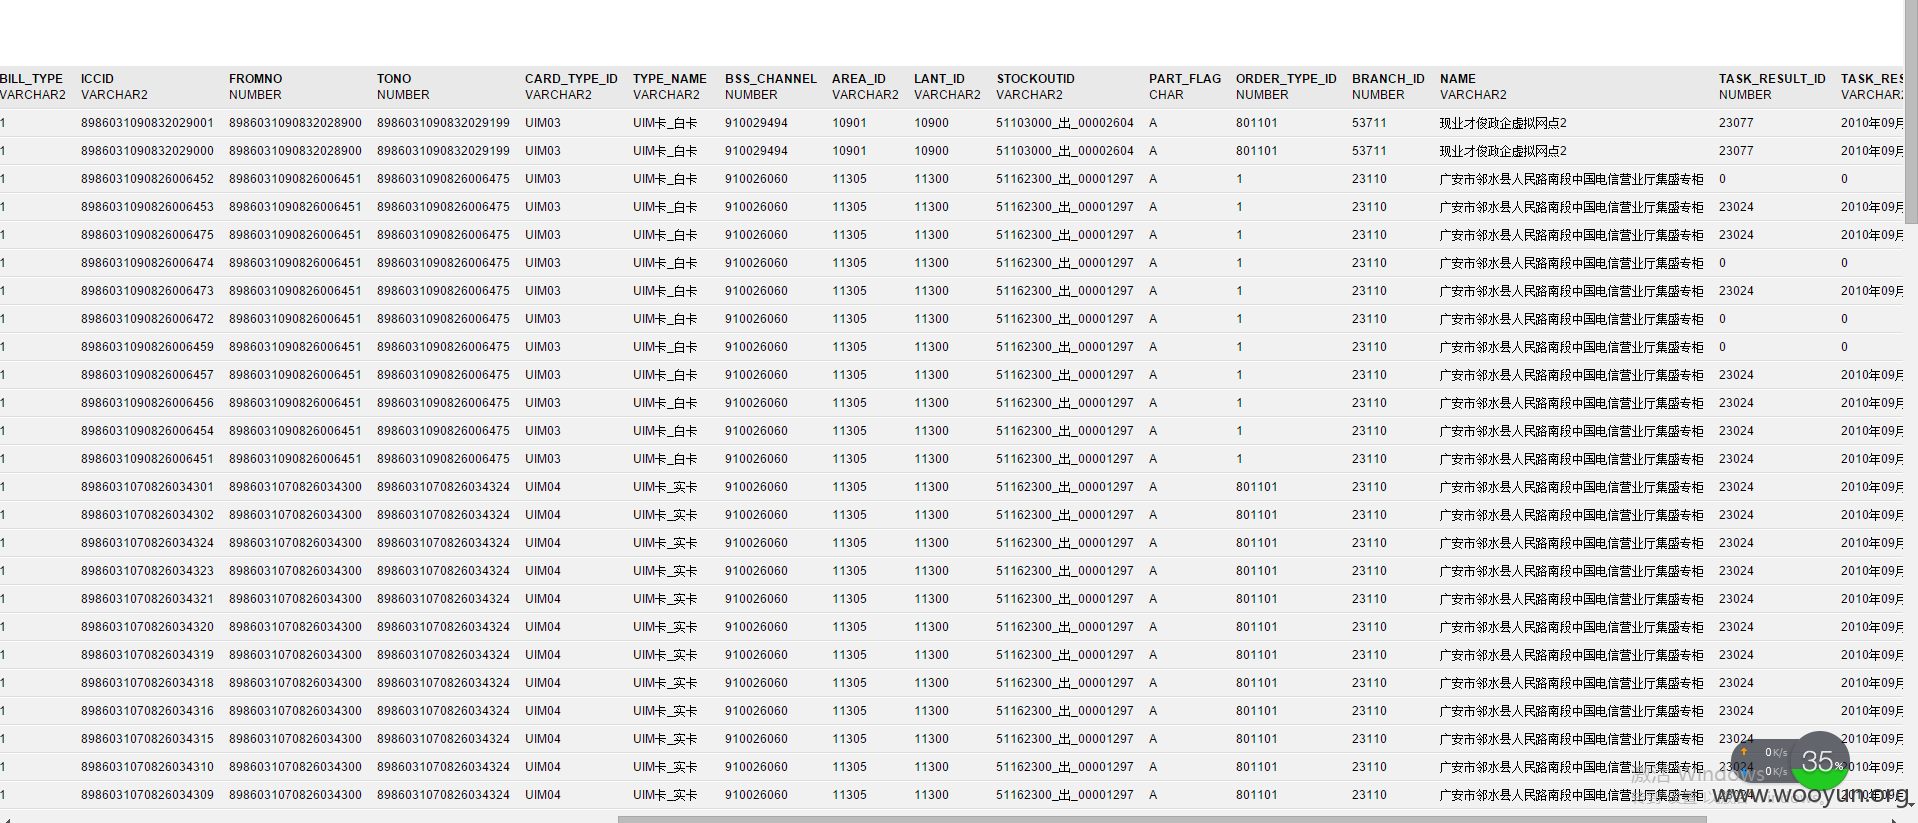 BILL_TYPE ICCID FROMNO TONO CARD_TYPE_ID TYPE_NAME BSS_CHANNEL AREA_ID LANT_ID STOCKOUTID PART_FLAG ORDER_TYPE_ID BRANCH_ID NAME TASK_RESULT_ID TASK_RES
VARCHAR2 VARCHAR2 NUMBER NUMBER VARCHAR2 VARCHAR2 NUMBER VARCHAR2 VARCHAR2 VARCHAR2 CHAR NUMBER NUMBER VARCHAR2 NUMBER VARCHAR2
1 8986031090832029001 8986031090832028900 8986031090832029199 UIM03 UIM卡_白卡 910029494 10901 10900 51103000_出_00002604 A 801101 53711 现业才俊政企虚拟网点2 23077 2010年09月
1 8986031090832029000 8986031090832028900 8986031090832029199 UIM03 UIM卡_白卡 910029494 10901 10900 51103000_出_00002604 A 801101 53711 现业才俊政企虚拟网点2 23077 2010年09月
1 8986031090826006452 8986031090826006451 8986031090826006475 UIM03 UIM卡_白卡 910026060 11305 11300 51162300_出_00001297 A 1 23110 广安市邻水县人民路南段中国电信营业厅集盛专柜 0 0
1 8986031090826006453 8986031090826006451 8986031090826006475 UIM03 UIM卡_白卡 910026060 11305 11300 51162300_出_00001297 A 1 23110 广安市邻水县人民路南段中国电信营业厅集盛专柜 23024 2010年09月
1 8986031090826006475 8986031090826006451 8986031090826006475 UIM03 UIM卡_白卡 910026060 11305 11300 51162300_出_00001297 A 1 23110 广安市邻水县人民路南段中国电信营业厅集盛专柜 23024 2010年09月
1 8986031090826006474 8986031090826006451 8986031090826006475 UIM03 UIM卡_白卡 910026060 11305 11300 51162300_出_00001297 A 1 23110 广安市邻水县人民路南段中国电信营业厅集盛专柜 0 0
1 8986031090826006473 8986031090826006451 8986031090826006475 UIM03 UIM卡_白卡 910026060 11305 11300 51162300_出_00001297 A 1 23110 广安市邻水县人民路南段中国电信营业厅集盛专柜 23024 2010年09月
1 8986031090826006472 8986031090826006451 8986031090826006475 UIM03 UIM卡_白卡 910026060 11305 11300 51162300_出_00001297 A 1 23110 广安市邻水县人民路南段中国电信营业厅集盛专柜 0 0
1 8986031090826006459 8986031090826006451 8986031090826006475 UIM03 UIM卡_白卡 910026060 11305 11300 51162300_出_00001297 A 1 23110 广安市邻水县人民路南段中国电信营业厅集盛专柜 0 0
1 8986031090826006457 8986031090826006451 8986031090826006475 UIM03 UIM卡_白卡 910026060 11305 11300 51162300_出_00001297 A 1 23110 广安市邻水县人民路南段中国电信营业厅集盛专柜 23024 2010年09月
1 8986031090826006456 8986031090826006451 8986031090826006475 UIM03 UIM卡_白卡 910026060 11305 11300 51162300_出_00001297 A 1 23110 广安市邻水县人民路南段中国电信营业厅集盛专柜 23024 2010年09月
1 8986031090826006454 8986031090826006451 8986031090826006475 UIM03 UIM卡_白卡 910026060 11305 11300 51162300_出_00001297 A 1 23110 广安市邻水县人民路南段中国电信营业厅集盛专柜 23024 2010年09月
1 8986031090826006451 8986031090826006451 8986031090826006475 UIM03 UIM卡_白卡 910026060 11305 11300 51162300_出_00001297 A 1 23110 广安市邻水县人民路南段中国电信营业厅集盛专柜 23024 2010年09月
1 8986031070826034301 8986031070826034300 8986031070826034324 UIM04 UIM卡_实卡 910026060 11305 11300 51162300_出_00001297 A 801101 23110 广安市邻水县人民路南段中国电信营业厅集盛专柜 23024 2010年09月
1 8986031070826034302 8986031070826034300 8986031070826034324 UIM04 UIM卡_实卡 910026060 11305 11300 51162300_出_00001297 A 801101 23110 广安市邻水县人民路南段中国电信营业厅集盛专柜 23024 2010年09月
1 8986031070826034324 8986031070826034300 8986031070826034324 UIM04 UIM卡_实卡 910026060 11305 11300 51162300_出_00001297 A 801101 23110 广安市邻水县人民路南段中国电信营业厅集盛专柜 23024 2010年09月
1 8986031070826034323 8986031070826034300 8986031070826034324 UIM04 UIM卡_实卡 910026060 11305 11300 51162300_出_00001297 A 801101 23110 广安市邻水县人民路南段中国电信营业厅集盛专柜 23024 2010年09月
1 8986031070826034321 8986031070826034300 8986031070826034324 UIM04 UIM卡_实卡 910026060 11305 11300 51162300_出_00001297 A 801101 23110 广安市邻水县人民路南段中国电信营业厅集盛专柜 23024 2010年09月
1 8986031070826034320 8986031070826034300 8986031070826034324 UIM04 UIM卡_实卡 910026060 11305 11300 51162300_出_00001297 A 801101 23110 广安市邻水县人民路南段中国电信营业厅集盛专柜 23024 2010年09月
1 8986031070826034319 8986031070826034300 8986031070826034324 UIM04 UIM卡_实卡 910026060 11305 11300 51162300_出_00001297 A 801101 23110 广安市邻水县人民路南段中国电信营业厅集盛专柜 23024 2010年09月
1 8986031070826034318 8986031070826034300 8986031070826034324 UIM04 UIM卡_实卡 910026060 11305 11300 51162300_出_00001297 A 801101 23110 广安市邻水县人民路南段中国电信营业厅集盛专柜 23024 2010年09月
1 8986031070826034316 8986031070826034300 8986031070826034324 UIM04 UIM卡_实卡 910026060 11305 11300 51162300_出_00001297 A 801101 23110 广安市邻水县人民路南段中国电信营业厅集盛专柜 23024 2010年09月
1 8986031070826034315 8986031070826034300 8986031070826034324 UIM04 UIM卡_实卡 910026060 11305 11300 51162300_出_00001297 A 801101 23110 广安市邻水县人民路南段中国电信营业厅集盛专柜 23024
1 8986031070826034310 8986031070826034300 8986031070826034324 UIM04 UIM卡_实卡 910026060 11305 11300 51162300_出_00001297 A 801101 23110 广安市邻水县人民路南段中国电信营业厅集盛专柜 23024 2010年09月
1 8986031070826034309 8986031070826034300 8986031070826034324 UIM04 UIM卡_实卡 910026060 11305 11300 51162300_出_00001297 A 801101 23110 广安市邻水县人民路南段中国电信营业厅集盛专柜
0 K/s
0 K/s
35%
激活 Windows
www.wooyun.org